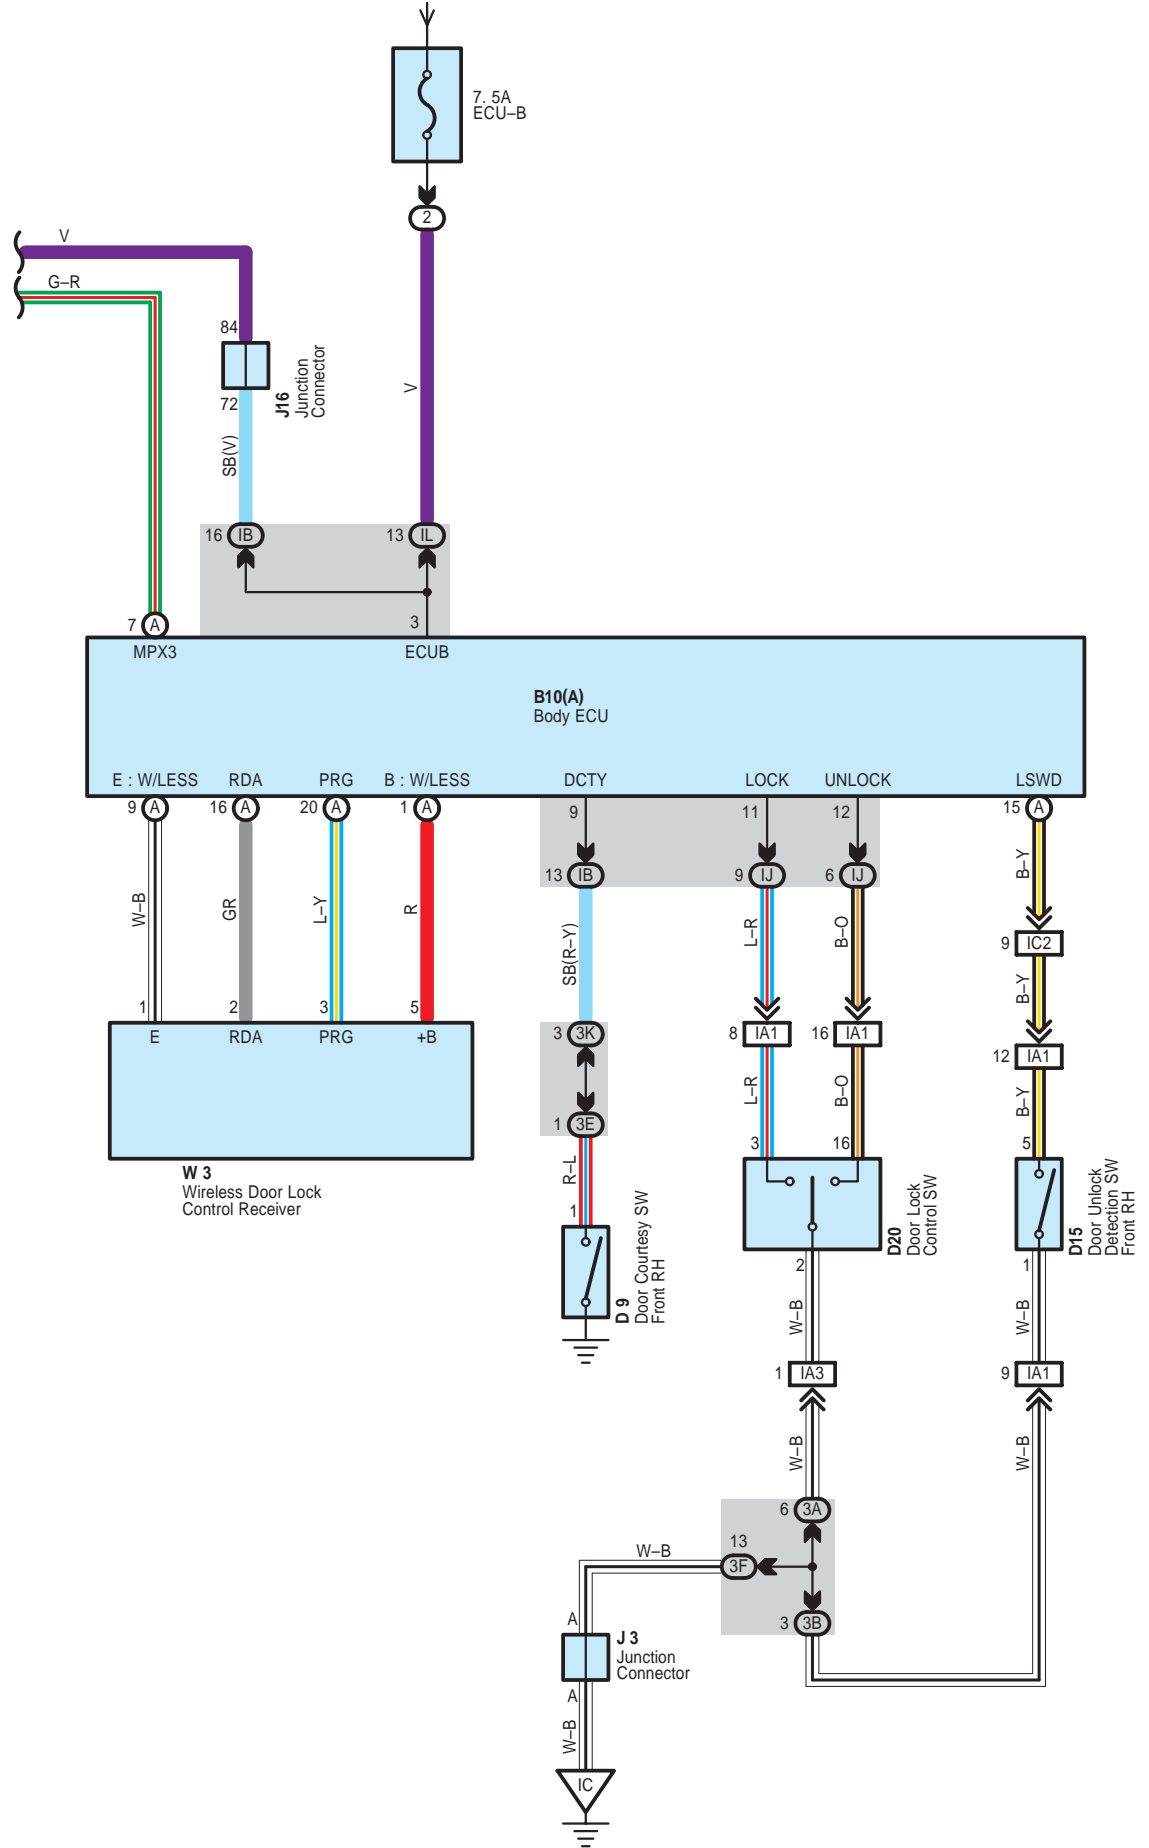 7. 5A
ECU–B
2
V
G–R
84
J16
Junction
Connector
72
SB(V)
V
16 IB
13 IL
7 A
3
MPX3
ECUB
B10(A)
Body ECU
E : W/LESS
RDA
PRG
B : W/LESS
DCTY
LOCK
UNLOCK
LSWD
9 A
16 A
20 A
1 A
9
11
12
15 A
B–Y
13 IB
9 IJ
6 IJ
W–B
GR
L–Y
R
SB(R–Y)
L–R
B–O
9 IC2
B–Y
1
2
3
5
E
RDA
PRG
+B
3 3K
8 IA1
16 IA1
12 IA1
L–R
B–O
B–Y
1 3E
3
16
5
W 3
Wireless Door Lock
Control Receiver
R–L
1
D 9
Door Courtesy SW
Front RH
D20
Door Lock
Control SW
D15
Door Unlock
Detection SW
Front RH
2
1
W–B
W–B
1 IA3
9 IA1
W–B
W–B
6 3A
13
3F
W–B
3 3B
A
J 3
Junction
Connector
A
W–B
IC